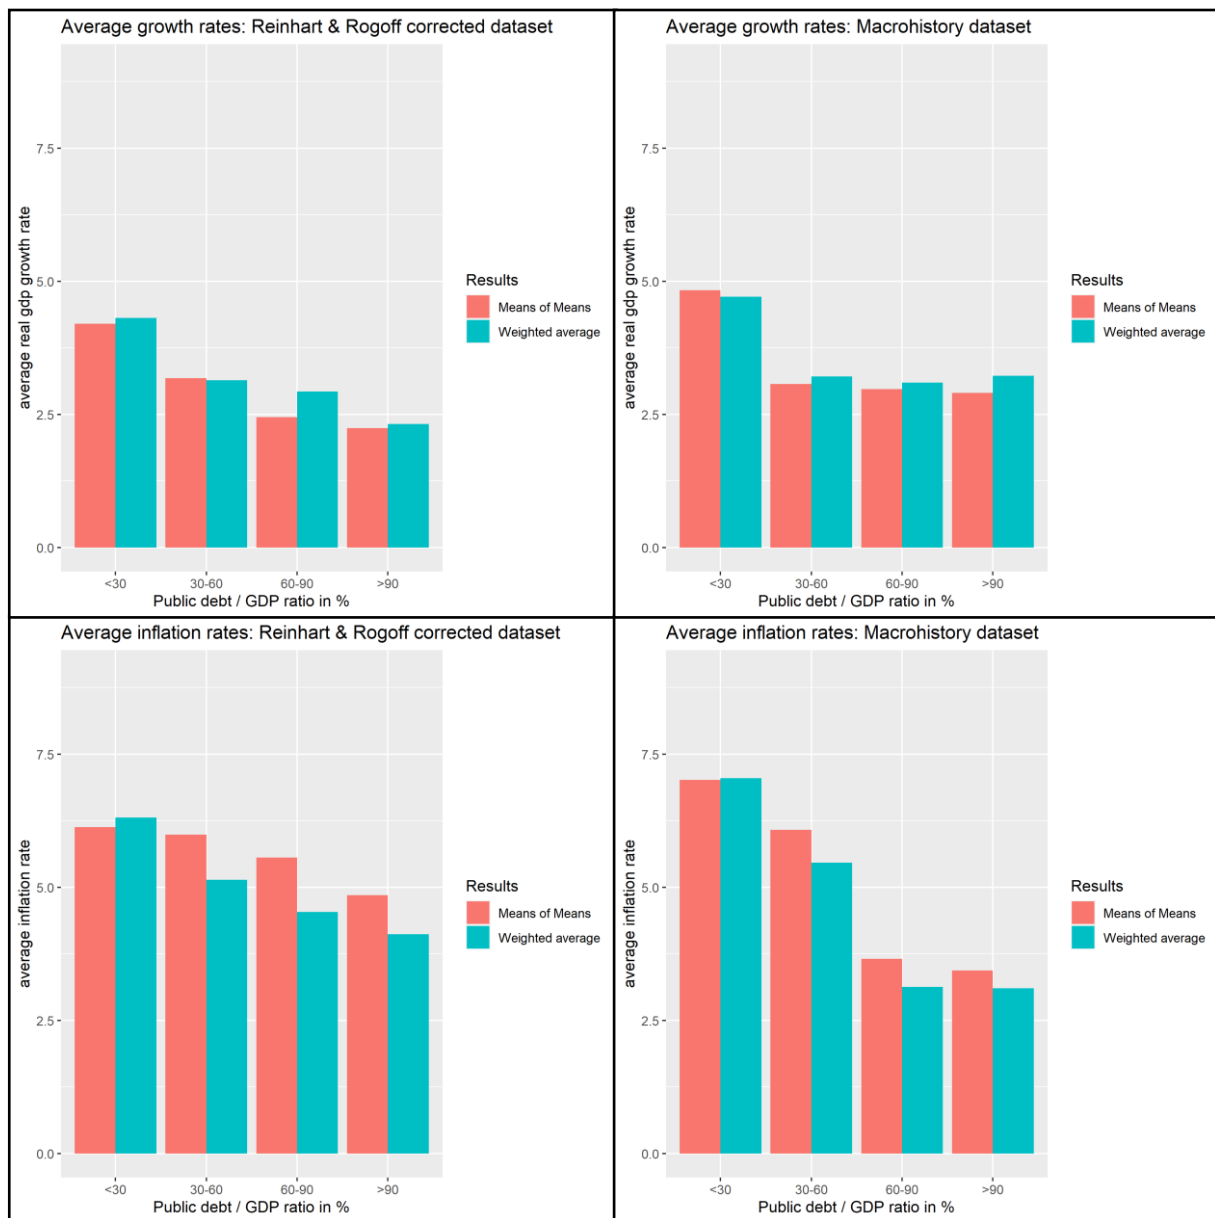 Average growth rates: Reinhart & Rogoff corrected dataset
average real gdp growth rate
7.5
5.0
2.5
0.0
<30 30-60 60-90 >90
Public debt / GDP ratio in %
Results
Means of Means
Weighted average
Average growth rates: Macrohistory dataset
average real gdp growth rate
7.5
5.0
2.5
0.0
<30 30-60 60-90 >90
Public debt / GDP ratio in %
Results
Means of Means
Weighted average
Average inflation rates: Reinhart & Rogoff corrected dataset
average inflation rate
7.5
5.0
2.5
0.0
<30 30-60 60-90 >90
Public debt / GDP ratio in %
Results
Means of Means
Weighted average
Average inflation rates: Macrohistory dataset
average inflation rate
7.5
5.0
2.5
0.0
<30 30-60 60-90 >90
Public debt / GDP ratio in %
Results
Means of Means
Weighted average